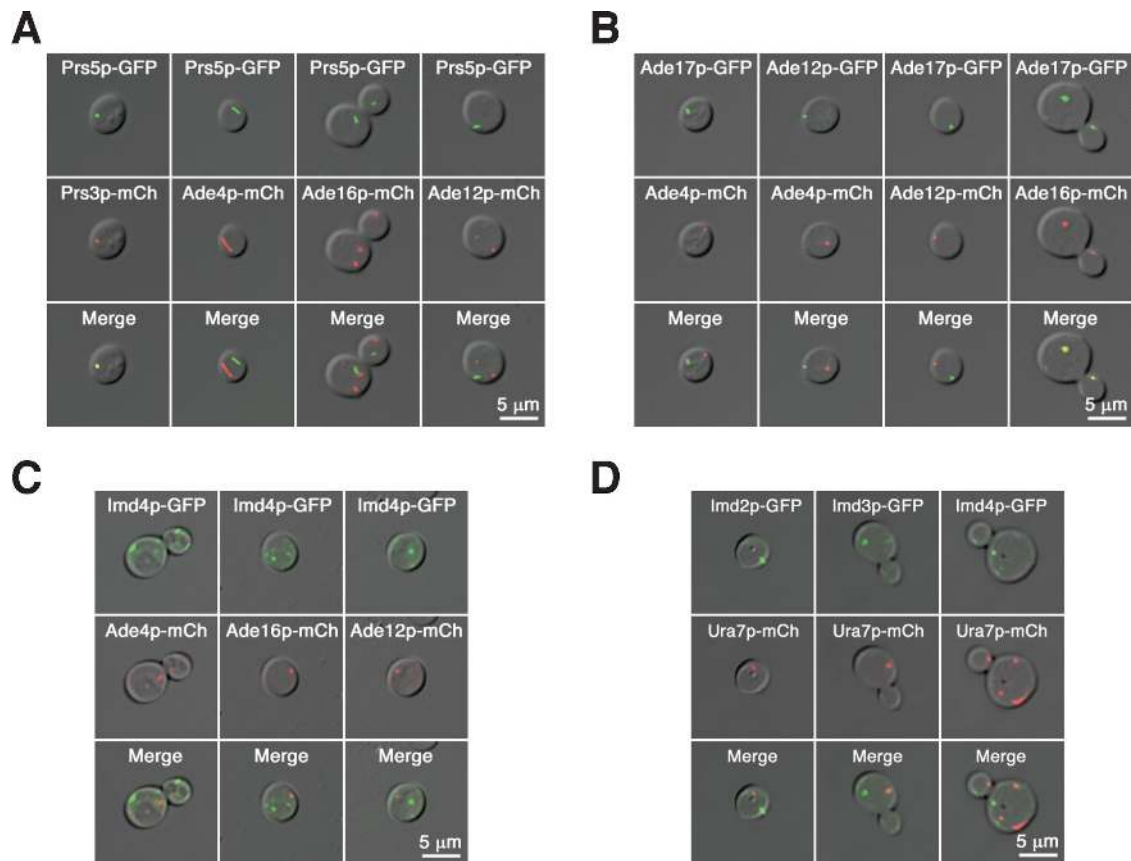 A
Prs5p-GFP Prs5p-GFP Prs5p-GFP Prs5p-GFP
Prs3p-mCh Ade4p-mCh Ade16p-mCh Ade12p-mCh
Merge Merge Merge Merge
5 μm
B
Ade17p-GFP Ade12p-GFP Ade17p-GFP Ade17p-GFP
Ade4p-mCh Ade4p-mCh Ade12p-mCh Ade16p-mCh
Merge Merge Merge Merge
5 μm
C
Imd4p-GFP Imd4p-GFP Imd4p-GFP
Ade4p-mCh Ade16p-mCh Ade12p-mCh
Merge Merge Merge
5 μm
D
Imd2p-GFP Imd3p-GFP Imd4p-GFP
Ura7p-mCh Ura7p-mCh Ura7p-mCh
Merge Merge Merge
5 μm